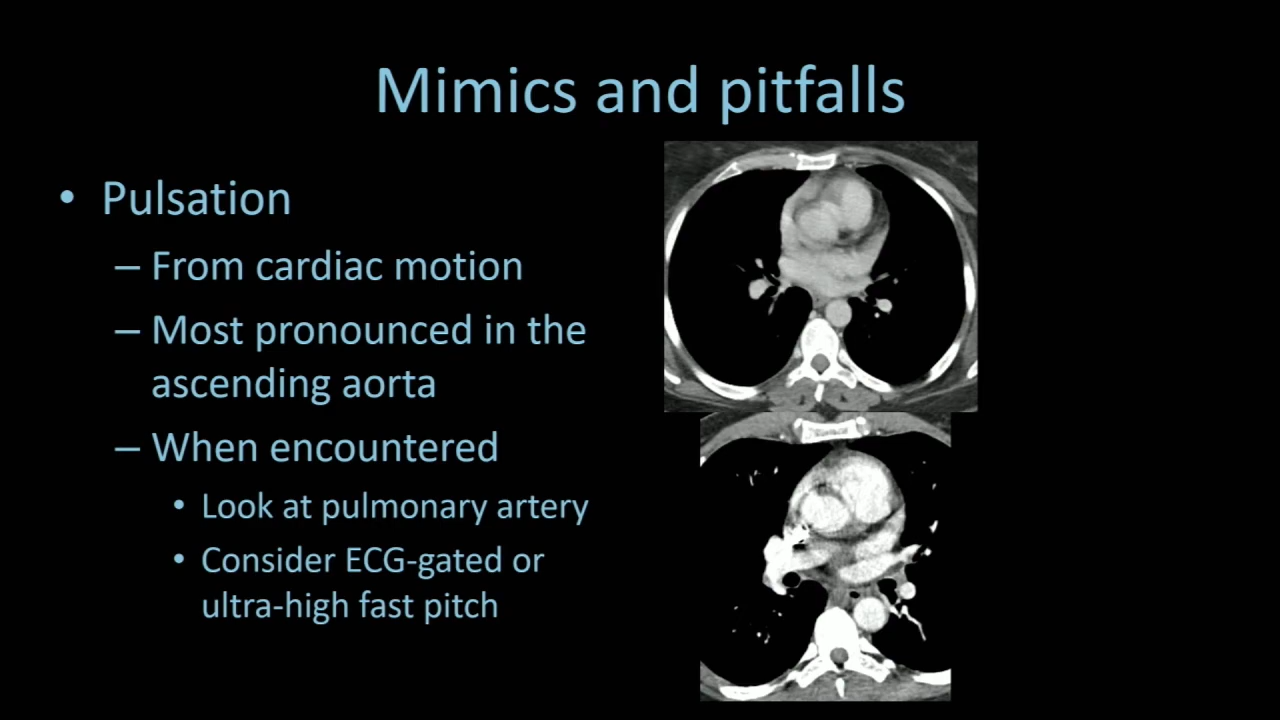 Mimics and pitfalls
• Pulsation
– From cardiac motion
– Most pronounced in the
ascending aorta
– When encountered
• Look at pulmonary artery
• Consider ECG-gated or
ultra-high fast pitch